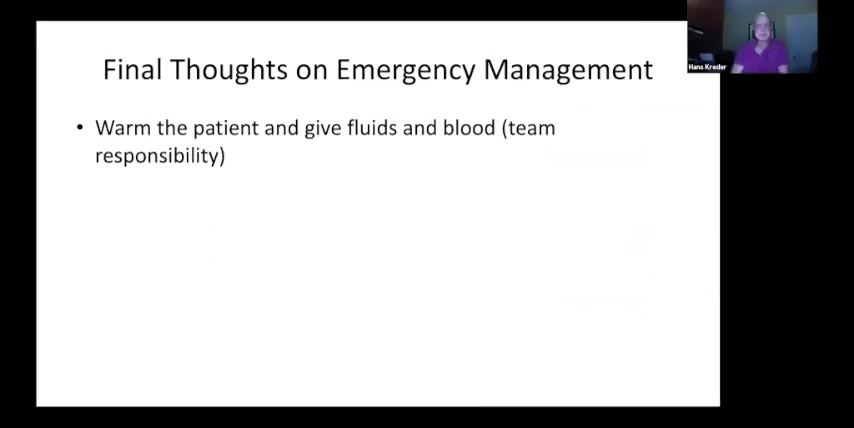 Final Thoughts on Emergency Management
Hans Kreder
• Warm the patient and give fluids and blood (team
responsibility)